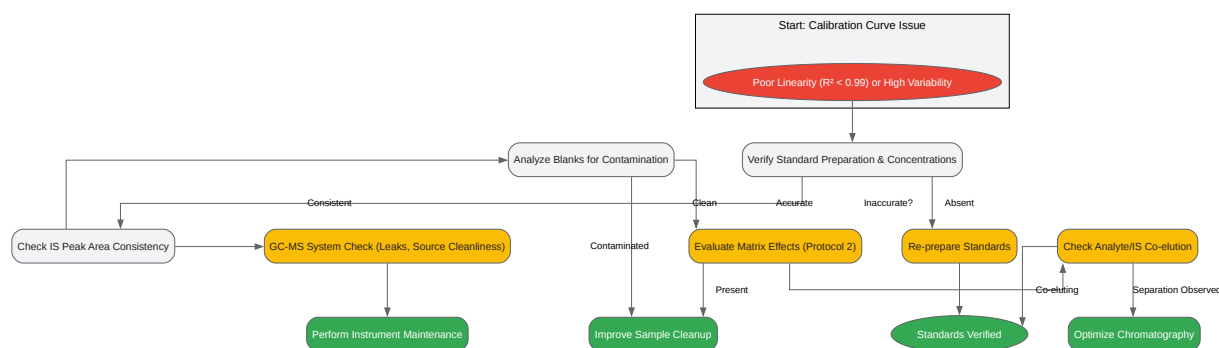 Start: Calibration Curve Issue
Poor Linearity (R² < 0.99) or High Variability
Analyze Blanks for Contamination
Verify Standard Preparation & Concentrations
Consistent
Clean
Accurate
Inaccurate?
Absent
Check IS Peak Area Consistency
GC-MS System Check (Leaks, Source Cleanliness)
Contaminated
Evaluate Matrix Effects (Protocol 2)
Re-prepare Standards
Check Analyte/IS Co-elution
Present
Co-eluting
Separation Observed
Perform Instrument Maintenance
Improve Sample Cleanup
Standards Verified
Optimize Chromatography